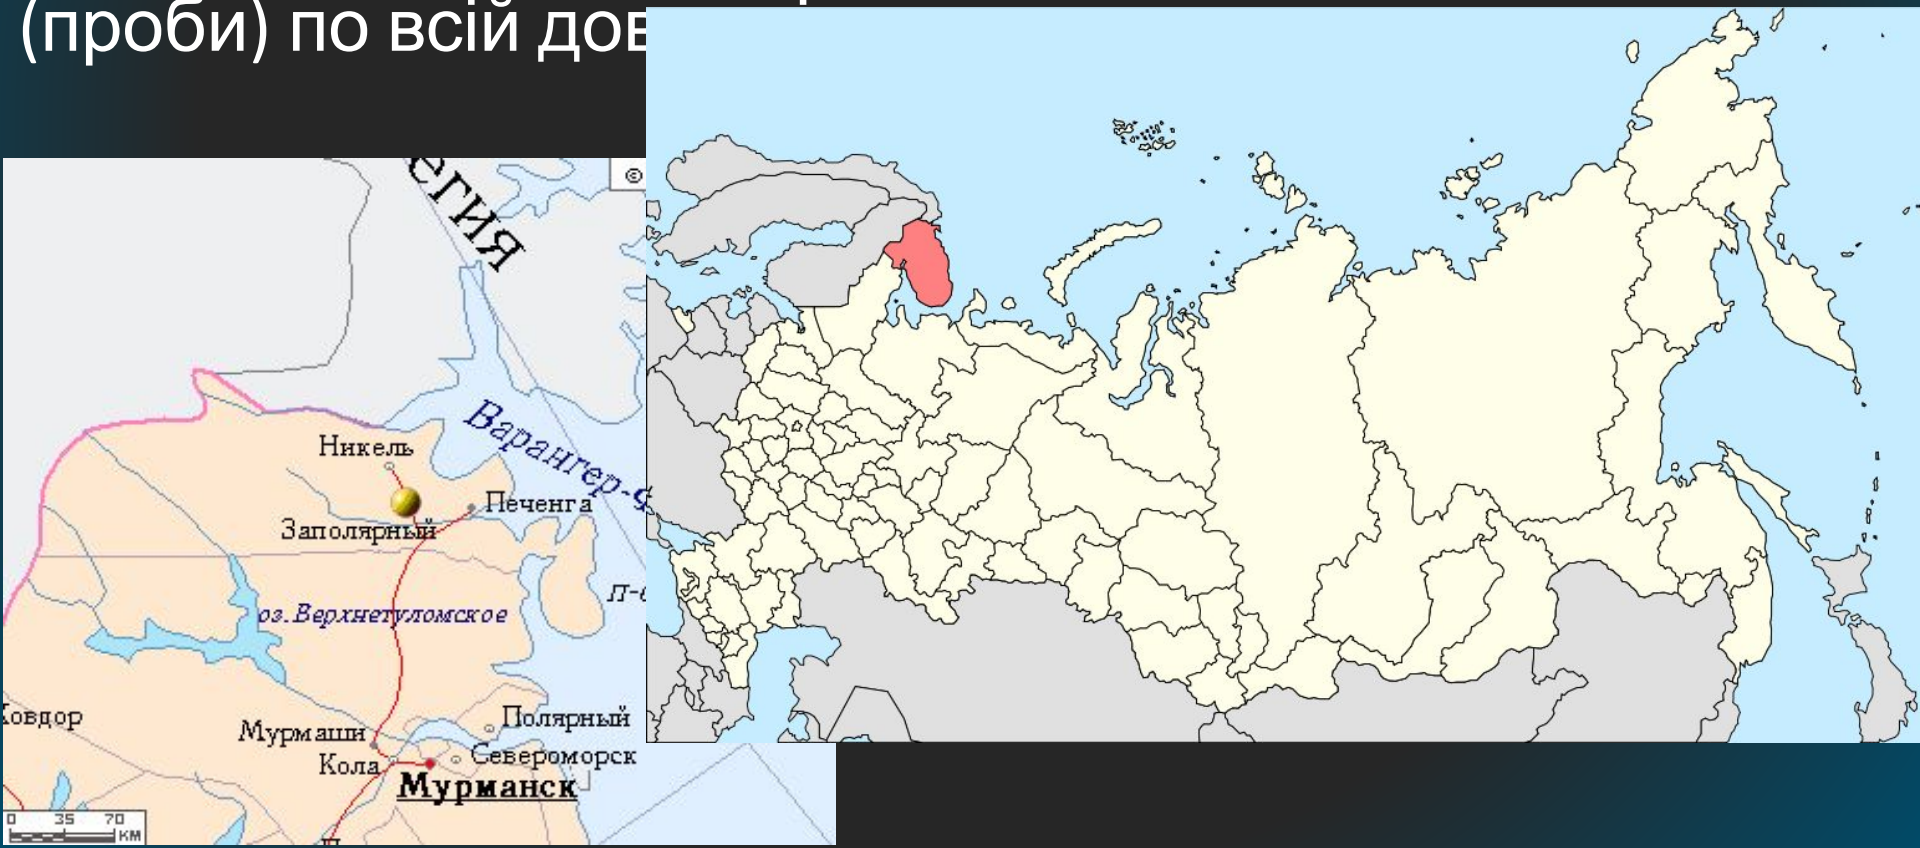 (проби) по всій дов
егия
©
Варангер-Ф
Никель
Печенга
Заполярный
П-
оз. Верхнетуломское
Ковдор
Полярный
Мурмаши
Североморск
Кола
Мурманск
0 35 70
КМ